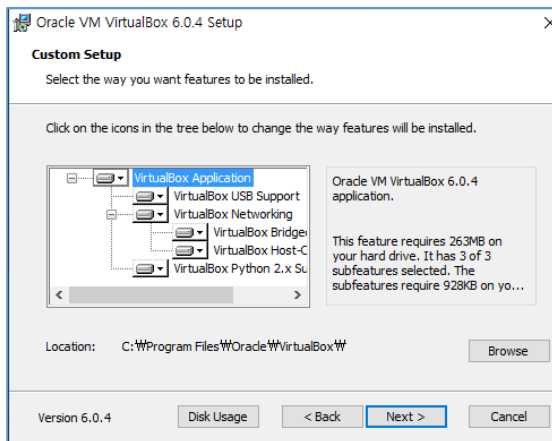 Oracle VM VirtualBox 6.0.4 Setup
Custom Setup
Select the way you want features to be installed.
Click on the icons in the tree below to change the way features will be installed.
VirtualBox Application
VirtualBox USB Support
VirtualBox Networking
VirtualBox Bridge
VirtualBox Host-C
VirtualBox Python 2.x Su
Oracle VM VirtualBox 6.0.4
application.
This feature requires 263MB on
your hard drive. It has 3 of 3
subfeatures selected. The
subfeatures require 928KB on yo...
Location: C:₩Program Files₩Oracle₩VirtualBox₩
Browse
Version 6.0.4
Disk Usage
< Back
Next >
Cancel